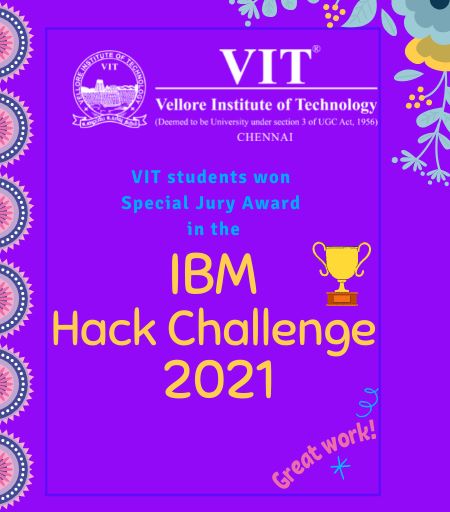 VELLORE INSTITUTE OF TECHNOLOGY
VIT
VIT®
Vellore Institute of Technology
(Deemed to be University under section 3 of UGC Act, 1956)
CHENNAI
VIT students won
Special Jury Award
in the
IBM
Hack Challenge
2021
Great work!